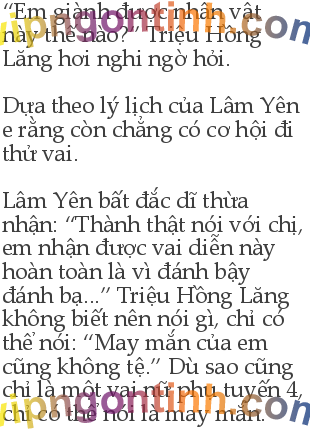 “Em giành được nhân vật
này thế nào?” Triệu Hồng
Lăng hơi nghi ngờ hỏi.
Dựa theo lý lịch của Lâm Yên
e rằng còn chẳng có cơ hội đi
thử vai.
Lâm Yên bất đắc dĩ thừa
nhận: “Thành thật nói với chị,
em nhận được vai diễn này
hoàn toàn là vì đánh bậy
đánh bạ...” Triệu Hồng Lăng
không biết nên nói gì, chỉ có
thể nói: “May mắn của em
cũng không tệ.” Dù sao cũng
chỉ là một vai nữ phụ tuyến 4,
chỉ có thể nói là may mắn.
vipngontinh.com
vipngontinh.com